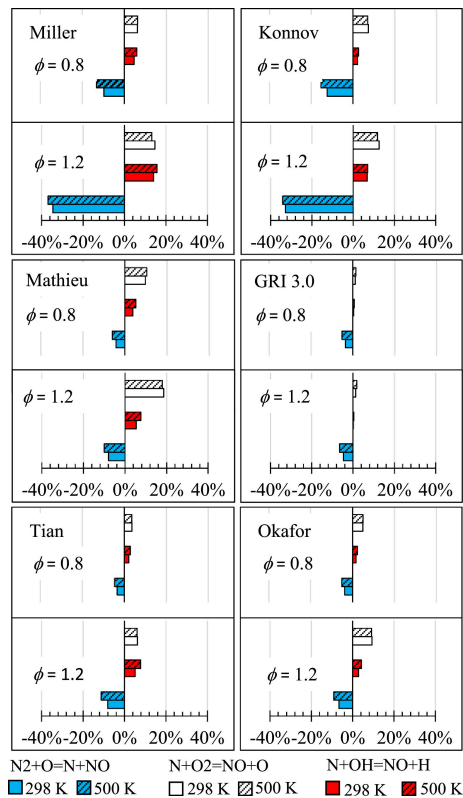 Miller
ϕ = 0.8
ϕ = 1.2
-40% -20% 0% 20% 40%
Konnov
ϕ = 0.8
ϕ = 1.2
-40% -20% 0% 20% 40%
Mathieu
ϕ = 0.8
ϕ = 1.2
-40% -20% 0% 20% 40%
GRI 3.0
ϕ = 0.8
ϕ = 1.2
-40% -20% 0% 20% 40%
Tian
ϕ = 0.8
ϕ = 1.2
-40% -20% 0% 20% 40%
Okafor
ϕ = 0.8
ϕ = 1.2
-40% -20% 0% 20% 40%
N2+O=N+NO N+O2=NO+O N+OH=NO+H
298 K 500 K 298 K 500 K 298 K 500 K